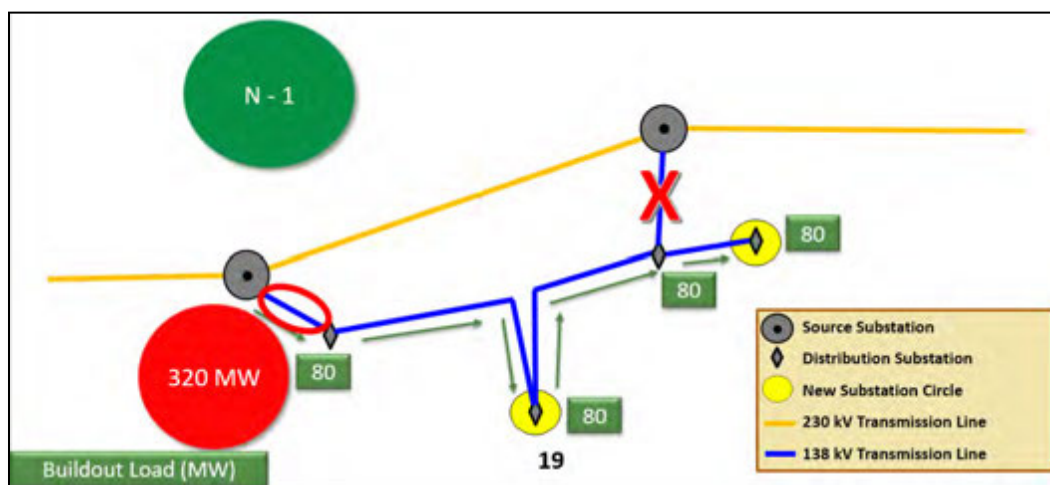 N - 1
80
80
320 MW
80
80
Buildout Load (MW)
19
Source Substation
Distribution Substation
New Substation Circle
230 kV Transmission Line
138 kV Transmission Line